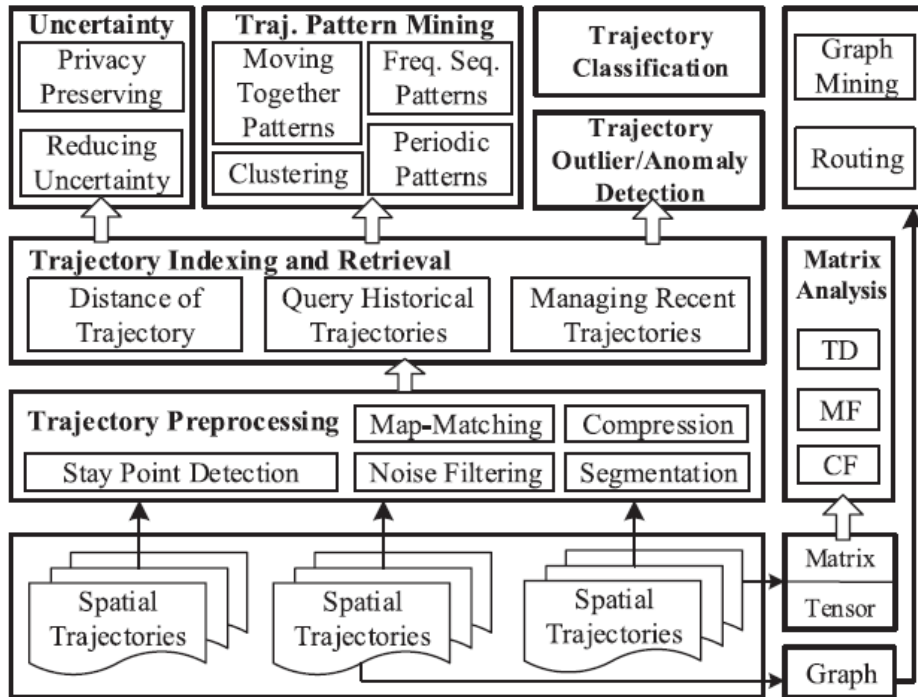 Uncertainty
Privacy
Preserving
Reducing
Uncertainty
Traj. Pattern Mining
Moving
Together
Patterns
Clustering
Freq. Seq.
Patterns
Periodic
Patterns
Trajectory
Classification
Trajectory
Outlier/Anomaly
Detection
Graph
Mining
Routing
Trajectory Indexing and Retrieval
Distance of
Trajectory
Query Historical
Trajectories
Managing Recent
Trajectories
Matrix
Analysis
TD
MF
CF
Trajectory Preprocessing
Map-Matching
Compression
Stay Point Detection
Noise Filtering
Segmentation
Spatial
Trajectories
Spatial
Trajectories
Spatial
Trajectories
Matrix
Tensor
Graph